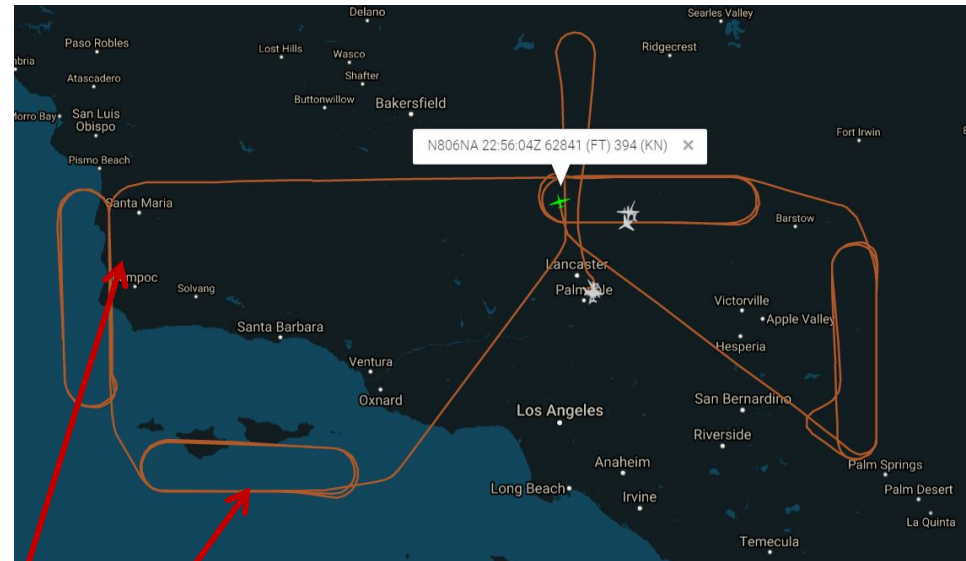 Delano
Searles Valley
Paso Robles
Lost Hills
Wasco
Ridgecrest
Shafter
Atascadero
Buttonwillow
Bakersfield
Morro Bay
San Luis
Obispo
Fort Irwin
N806NA 22:56:04Z 62841 (FT) 394 (KN) ×
Pismo Beach
Santa Maria
Barstow
Lancaster
Solvang
Victorville
Apple Valley
Santa Barbara
Hesperia
Ventura
Oxnard
San Bernardino
Los Angeles
Riverside
Anaheim
Palm Springs
Long Beach
Irvine
Palm Desert
La Quinta
Temecula